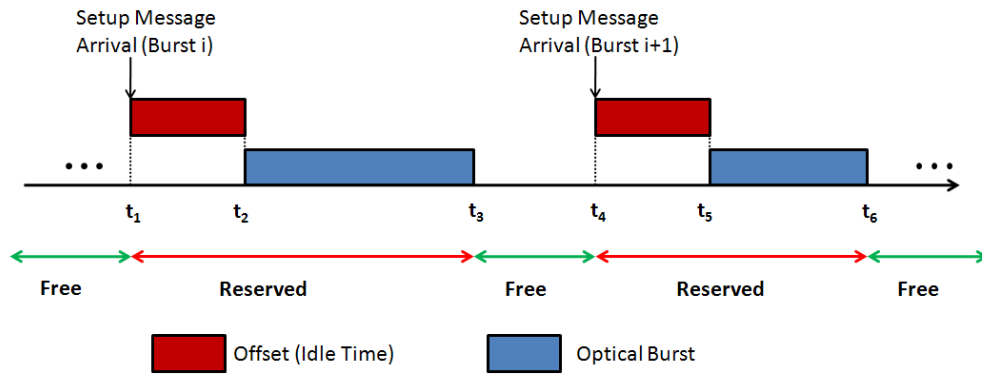 Setup Message
Arrival (Burst i)
Setup Message
Arrival (Burst i+1)
t1 t2 t3 t4 t5 t6
Free Reserved Free Reserved Free
Offset (Idle Time) Optical Burst